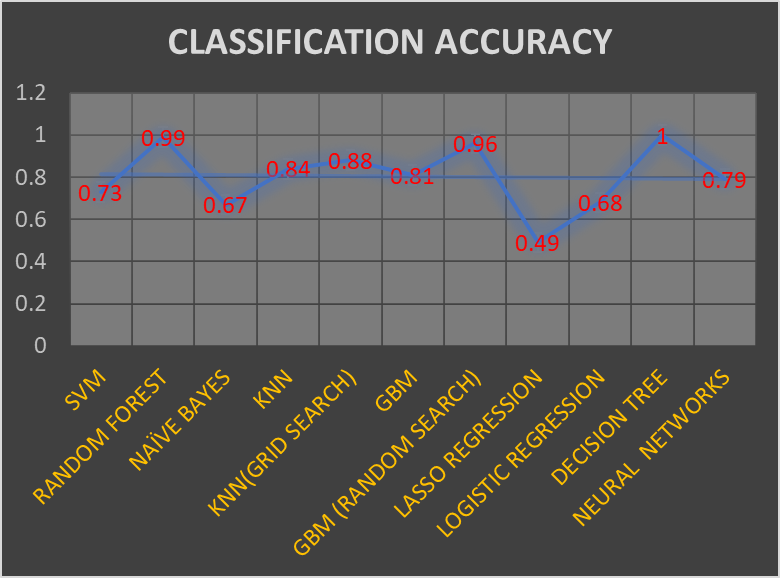 CLASSIFICATION ACCURACY
1.2
1
0.8
0.6
0.4
0.2
0
0.73
0.99
0.67
0.84
0.88
0.81
0.96
0.49
0.68
1
0.79
SVM
RANDOM FOREST
NAÏVE BAYES
KNN
KNN(GRID SEARCH)
GBM
GBM (RANDOM SEARCH)
LASSO REGRESSION
LOGISTIC REGRESSION
DECISION TREE
NEURAL  NETWORKS